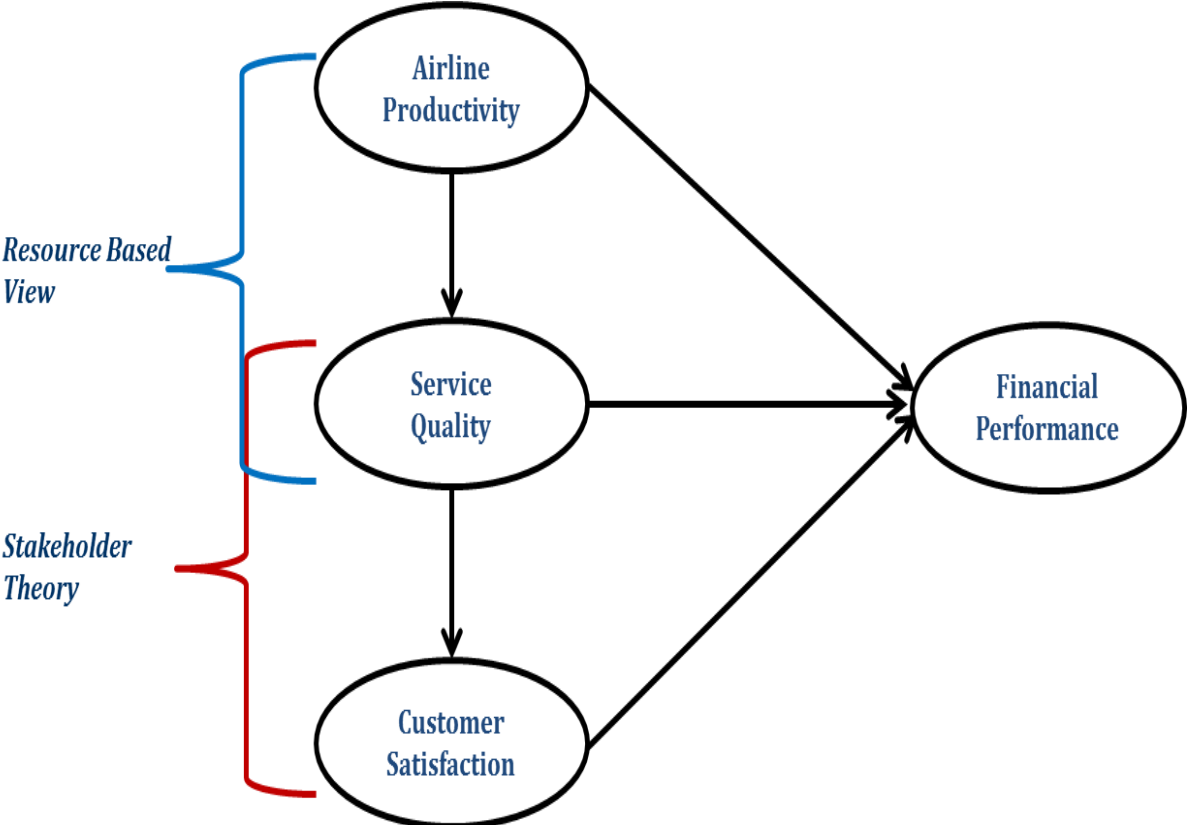 Airline
Productivity
Resource Based
View
Service
Quality
Financial
Performance
Stakeholder
Theory
Customer
Satisfaction